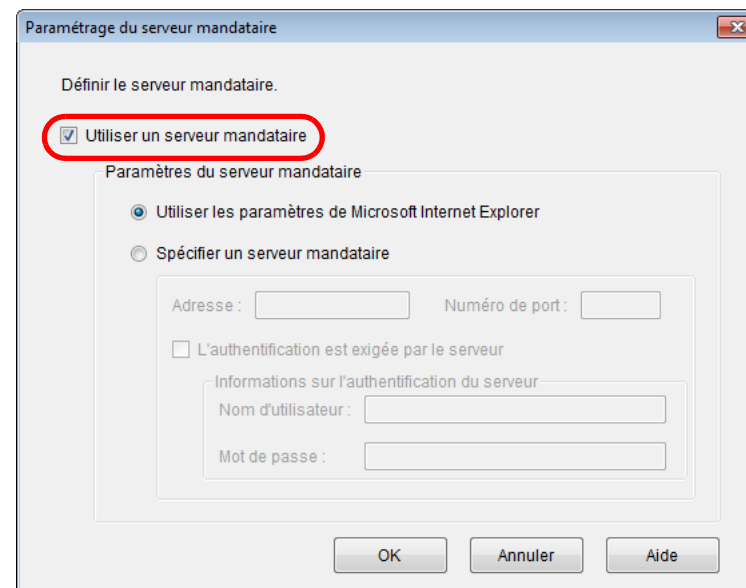 Paramétrage du serveur mandataire
Définir le serveur mandataire.
Utiliser un serveur mandataire
Paramètres du serveur mandataire
Utiliser les paramètres de Microsoft Internet Explorer
Spécifier un serveur mandataire
Adresse : Numéro de port :
L'authentification est exigée par le serveur
Informations sur l'authentification du serveur
Nom d'utilisateur :
Mot de passe :
OK Annuler Aide